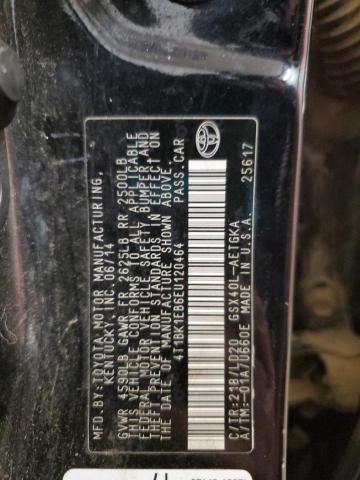 MFD. BY: TOYOTA MOTOR MANUFACTURING,
KENTUCKY, INC. 06/14
GVWR 4590LB GAWR FR 2625LB RR 2500LB
THIS VEHICLE CONFORMS TO ALL APPLICABLE
FEDERAL MOTOR VEHICLE SAFETY, BUMPER, AND
THEFT PREVENTION STANDARDS IN EFFECT ON
THE DATE OF MANUFACTURE SHOWN ABOVE.
4T1BK1EB6EU120464 PASS.CAR
C/TR:218/LD20 GSX40L-AETGKA
A/TM:-01A/U660E MADE IN U.S.A.
25617